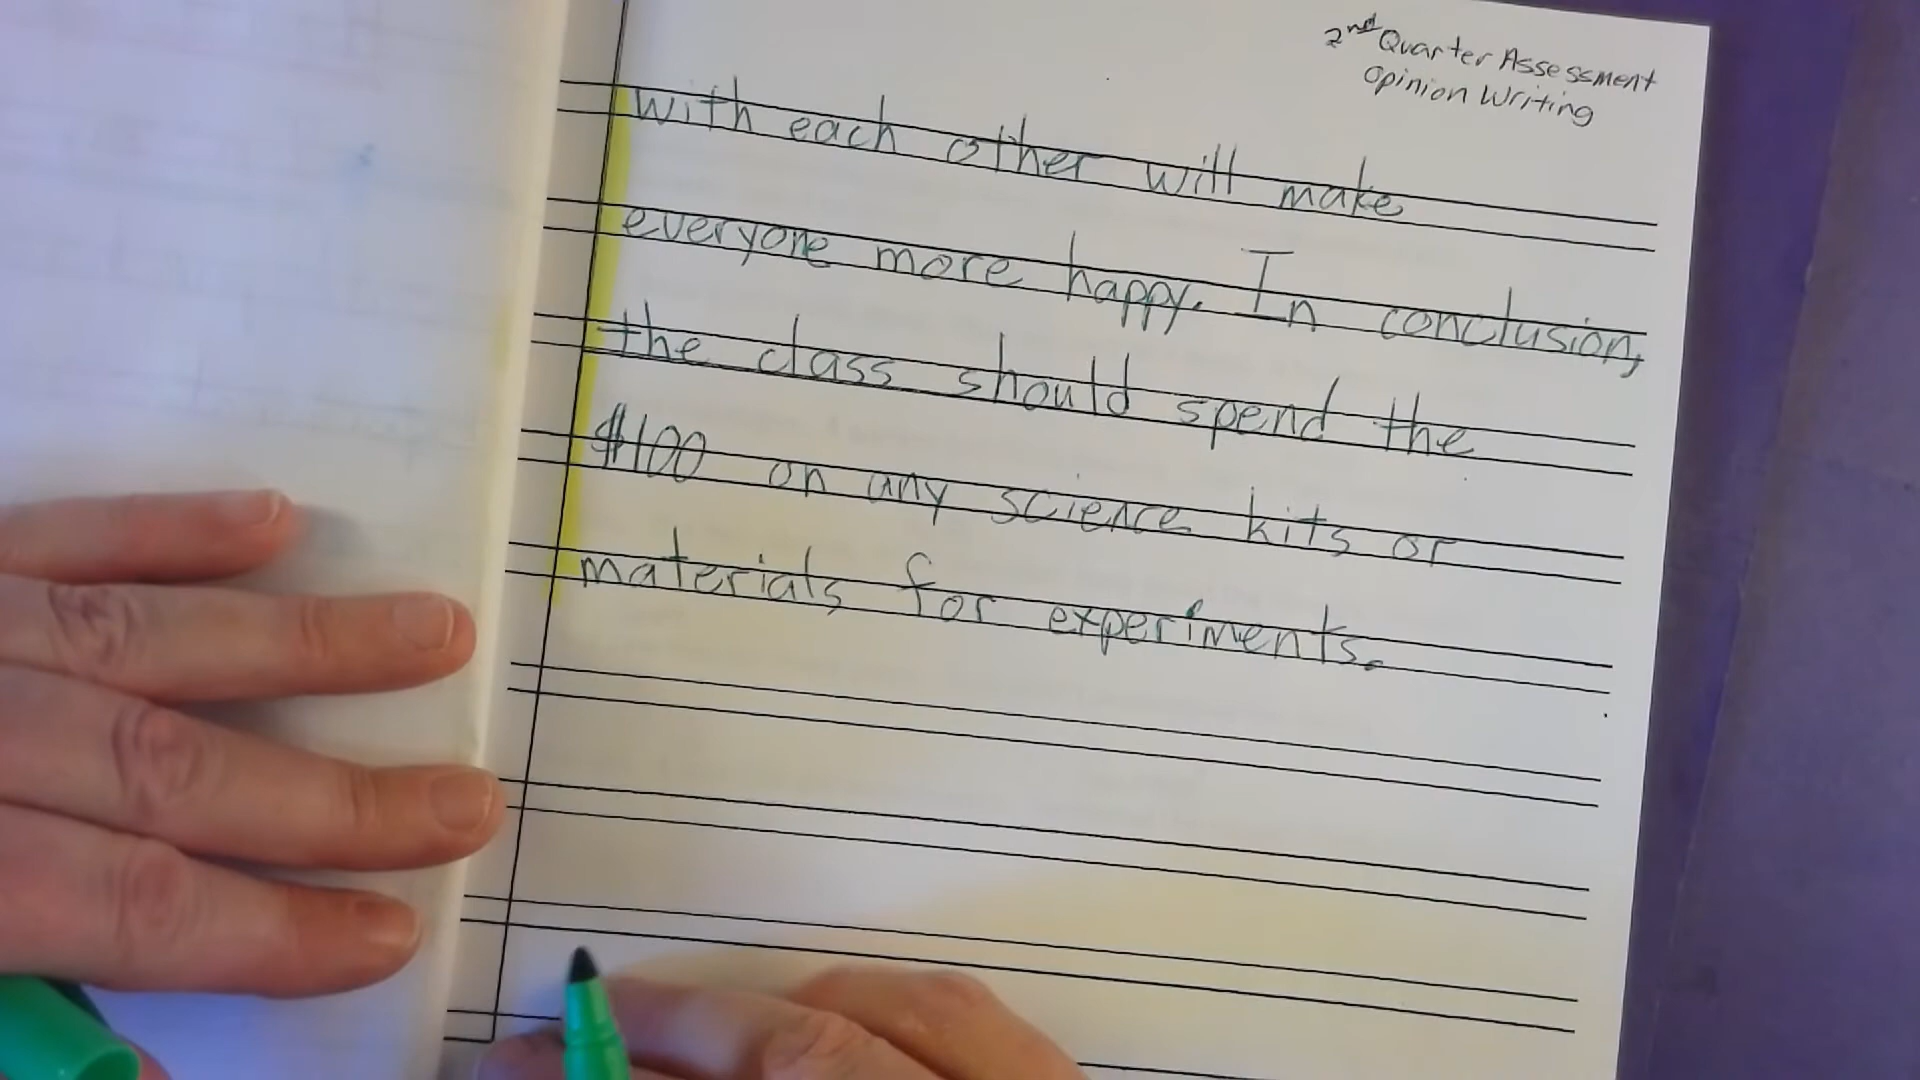 2nd Quarter Assessment
Opinion Writing
with each other will make
everyone more happy. In conclusion,
the class should spend the
$100 on any science kits or
materials for experiments.